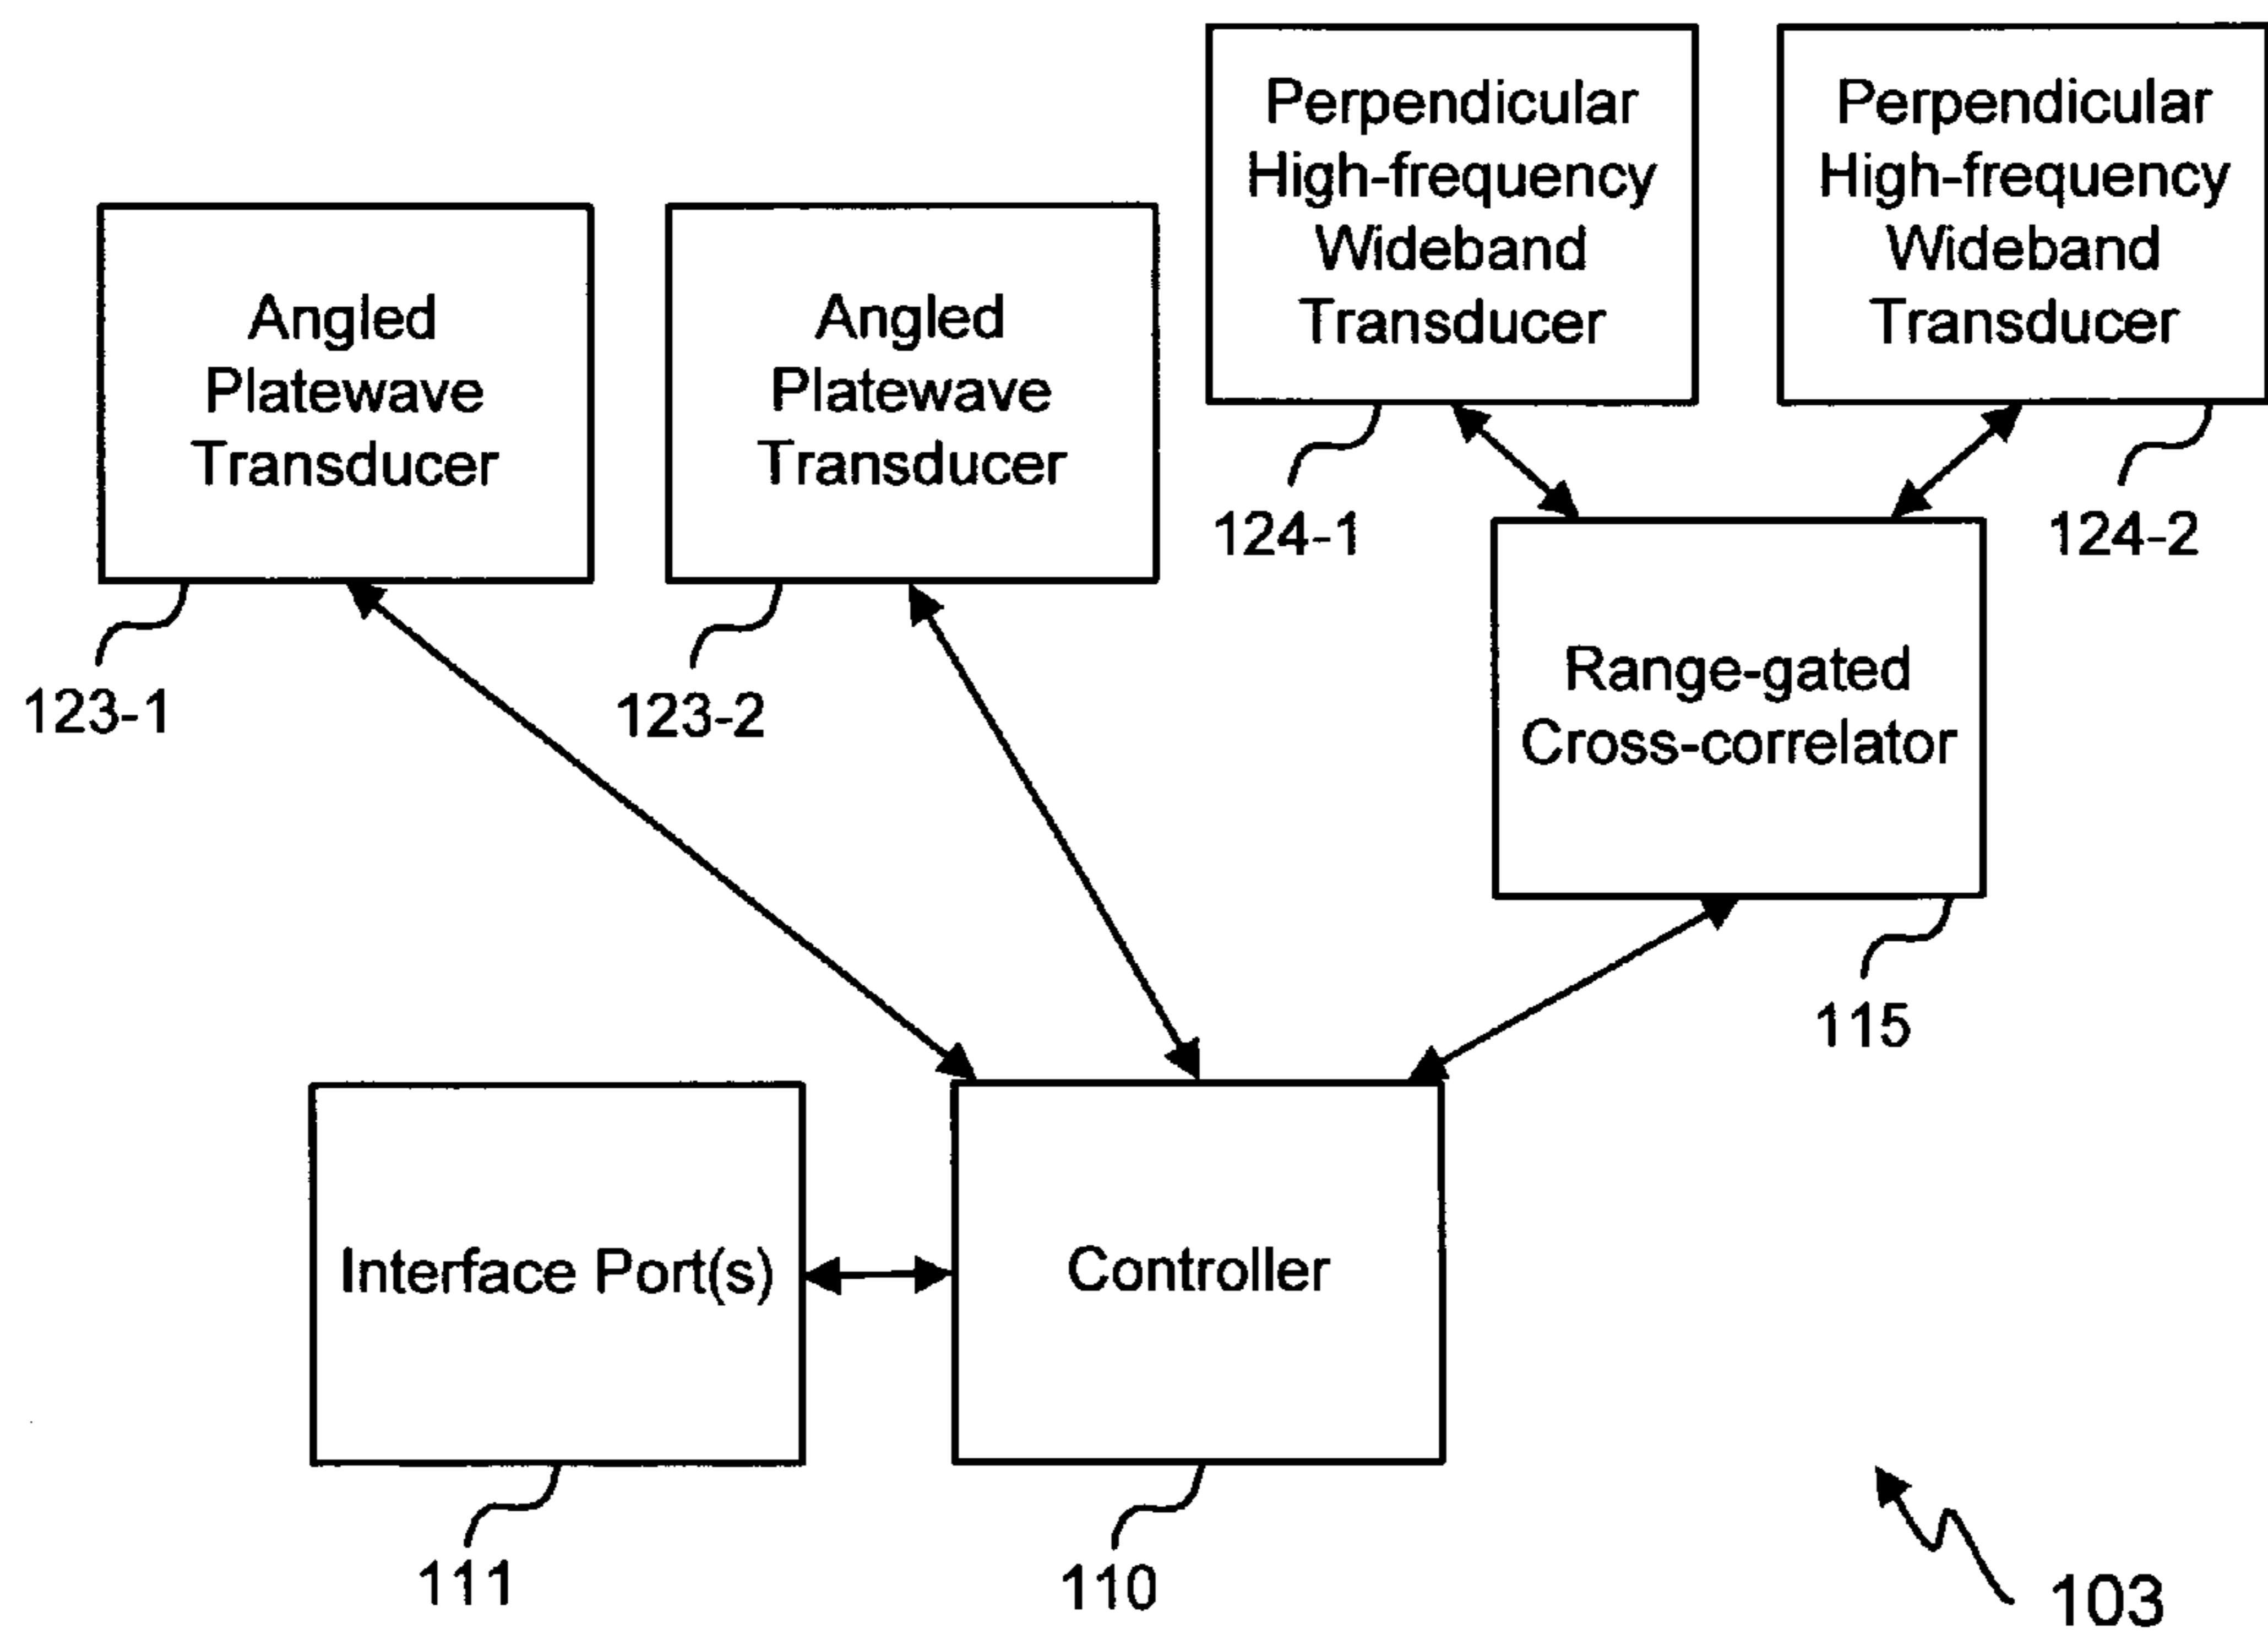 Perpendicular
High-frequency
Wideband
Transducer
Perpendicular
High-frequency
Wideband
Transducer
Angled
Platewave
Transducer
Angled
Platewave
Transducer
124-1
124-2
123-1
123-2
Range-gated
Cross-correlator
115
Interface Port(s)
Controller
111
110
103